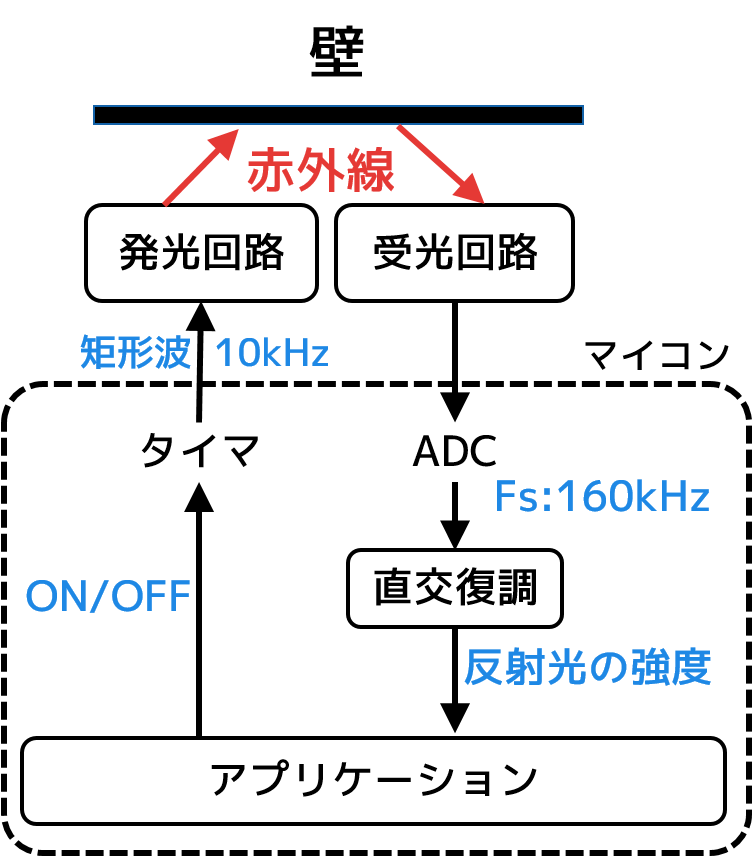 壁
赤外線
発光回路
受光回路
矩形波 10kHz
マイコン
タイマ
ADC
Fs:160kHz
ON/OFF
直交復調
反射光の強度
アプリケーション